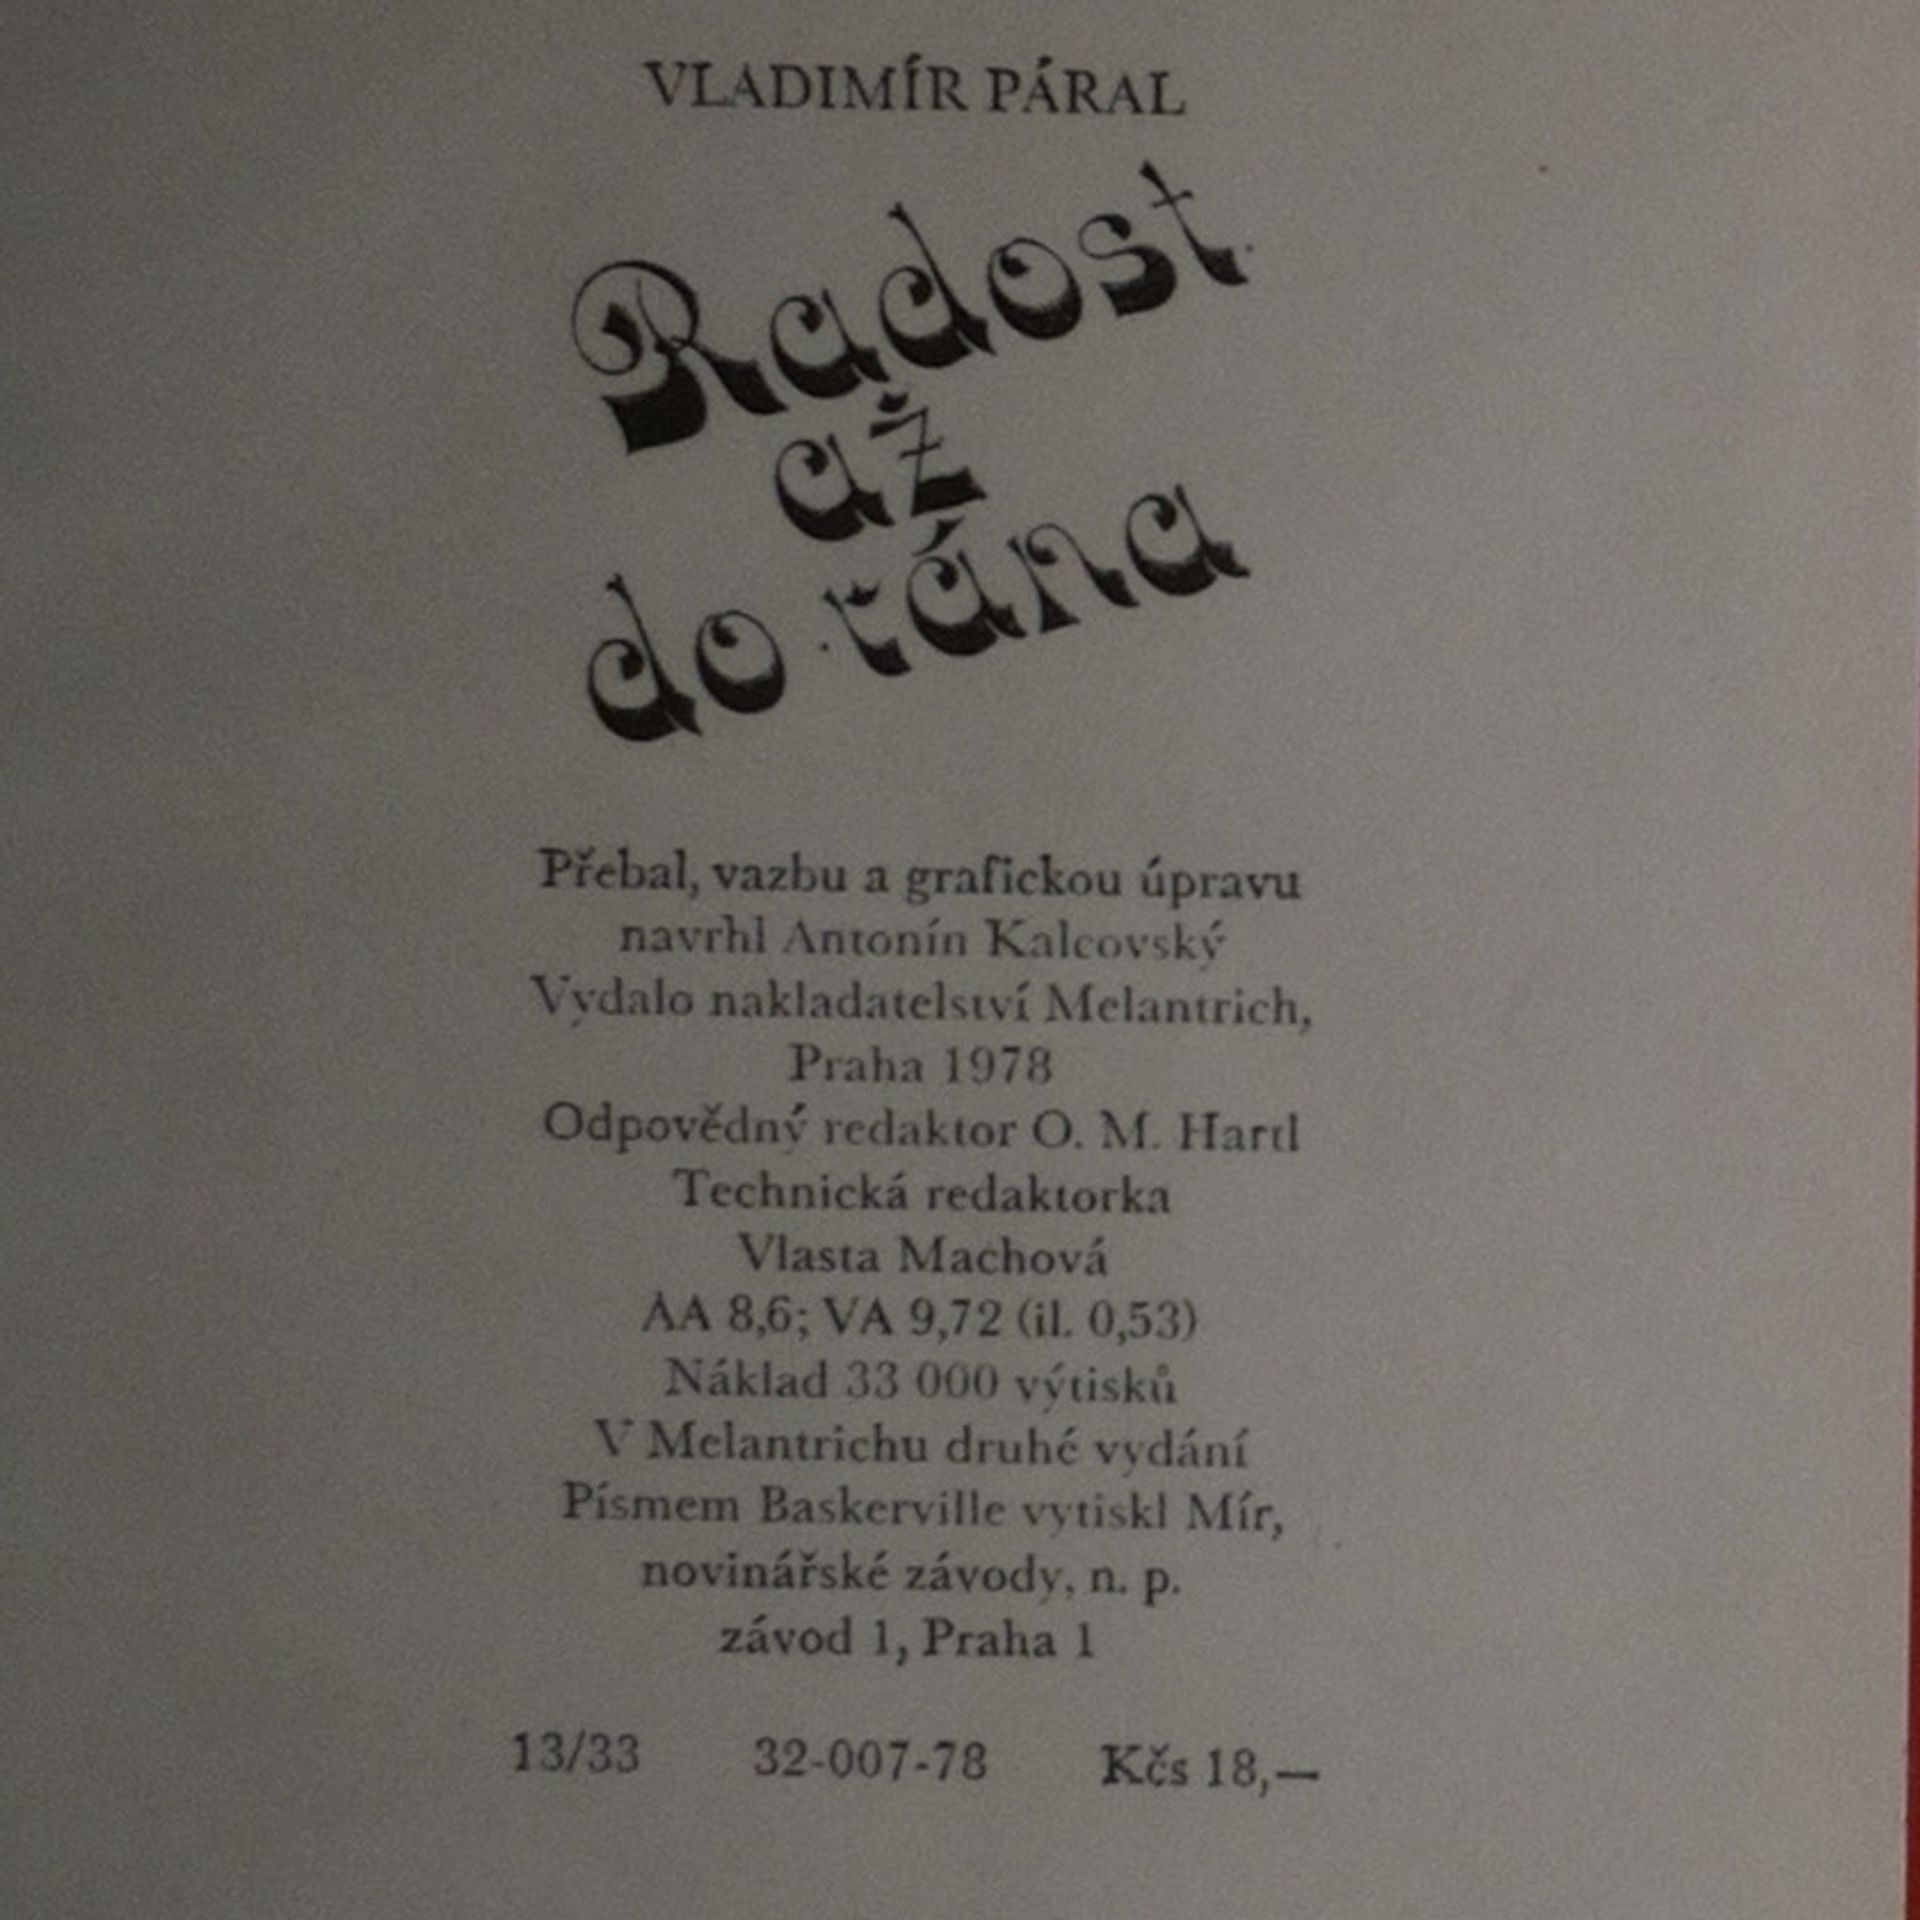 VLADIMÍR PÁRAL
Radost
až
do rána
Přebal, vazbu a grafickou úpravu
navrhl Antonín Kalcovský
Vydalo nakladatelství Melantrich,
Praha 1978
Odpovědný redaktor O. M. Hartl
Technická redaktorka
Vlasta Machová
AA 8,6; VA 9,72 (il. 0,53)
Náklad 33 000 výtisků
V Melantrichu druhé vydání
Písmem Baskerville vytiskl Mír,
novinářské závody, n. p.
závod 1, Praha 1
13/33 32-007-78 Kčs 18,—